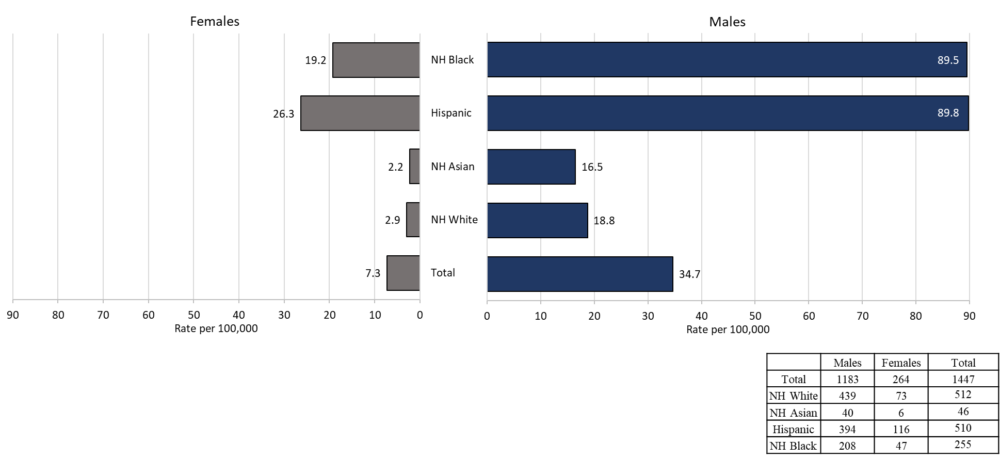 Females
19.2
26.3
2.2
2.9
7.3
90 80 70 60 50 40 30 20 10 0
Rate per 100,000
NH Black
Hispanic
NH Asian
NH White
Total
Males
89.5
89.8
16.5
18.8
34.7
0 10 20 30 40 50 60 70 80 90
Rate per 100,000
Males Females Total
Total 1183 264 1447
NH White 439 73 512
NH Asian 40 6 46
Hispanic 394 116 510
NH Black 208 47 255